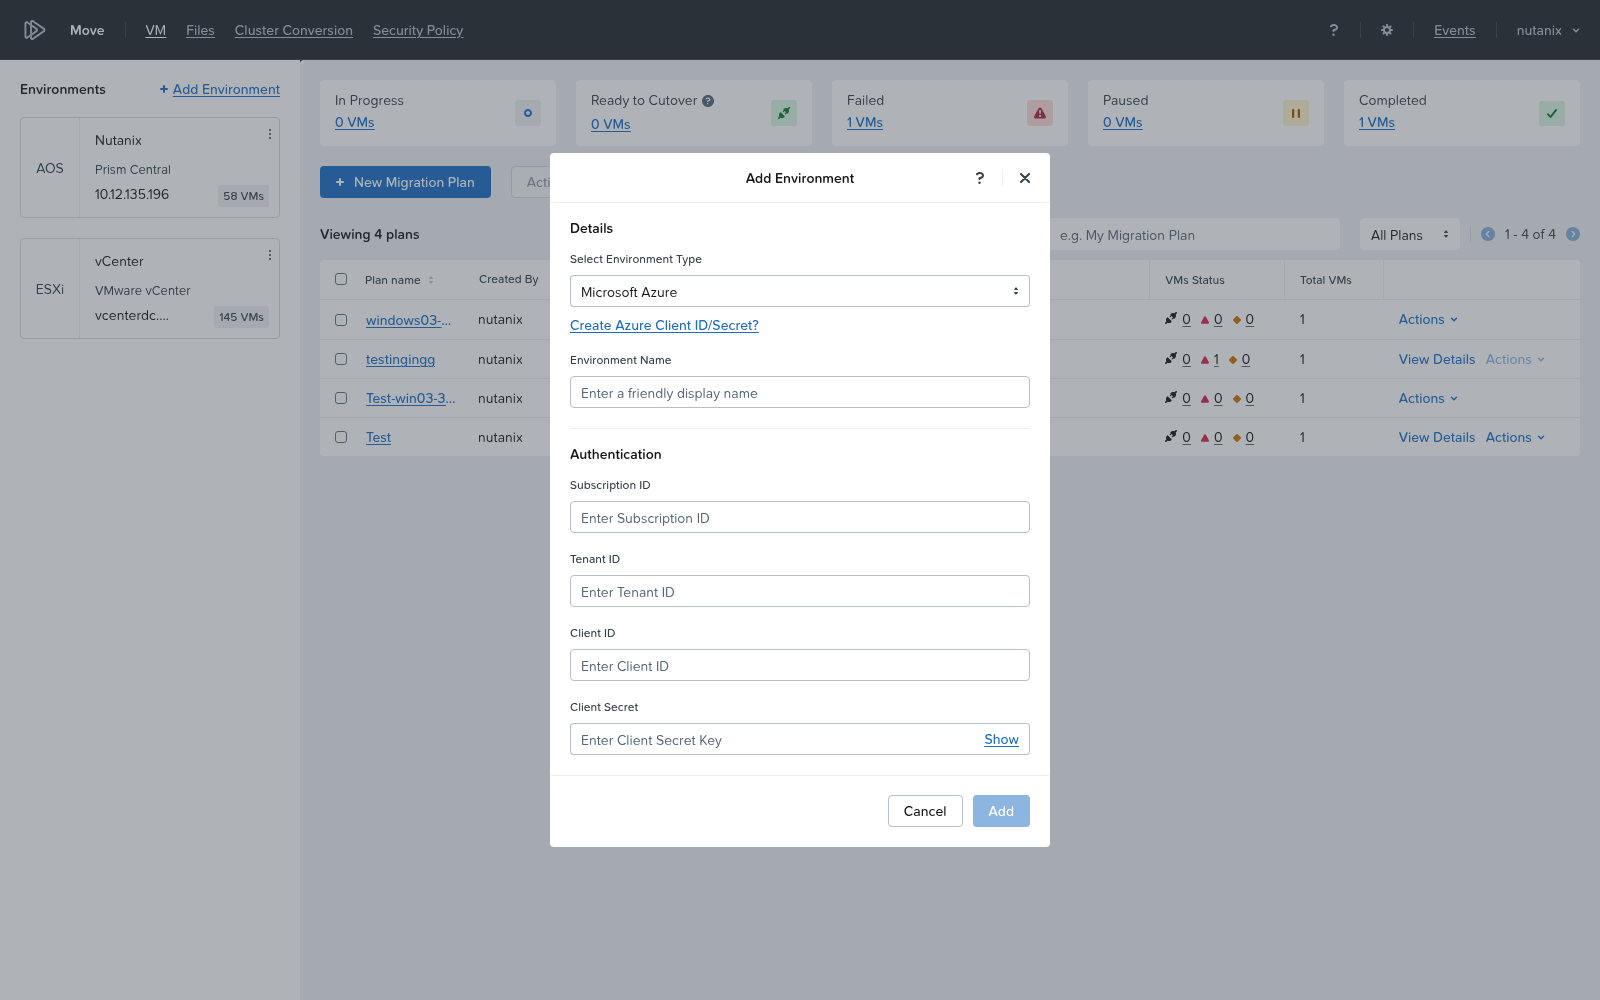 Move
VM
Files
Cluster Conversion
Security Policy
?
Events
nutanix
Environments
+ Add Environment
AOS
Nutanix
Prism Central
10.12.135.196
58 VMs
ESXi
vCenter
VMware vCenter
vcenterdc....
145 VMs
In Progress
0 VMs
Ready to Cutover ?
0 VMs
Failed
1 VMs
Paused
0 VMs
Completed
1 VMs
+ New Migration Plan
Acti
Viewing 4 plans
e.g. My Migration Plan
All Plans
1 - 4 of 4
Plan name
Created By
VMs Status
Total VMs
windows03-...
nutanix
0 0 0
1
Actions
testingingg
nutanix
0 1 0
1
View Details Actions
Test-win03-3...
nutanix
0 0 0
1
Actions
Test
nutanix
0 0 0
1
View Details Actions
Add Environment
?
Details
Select Environment Type
Microsoft Azure
Create Azure Client ID/Secret?
Environment Name
Enter a friendly display name
Authentication
Subscription ID
Enter Subscription ID
Tenant ID
Enter Tenant ID
Client ID
Enter Client ID
Client Secret
Enter Client Secret Key
Show
Cancel
Add